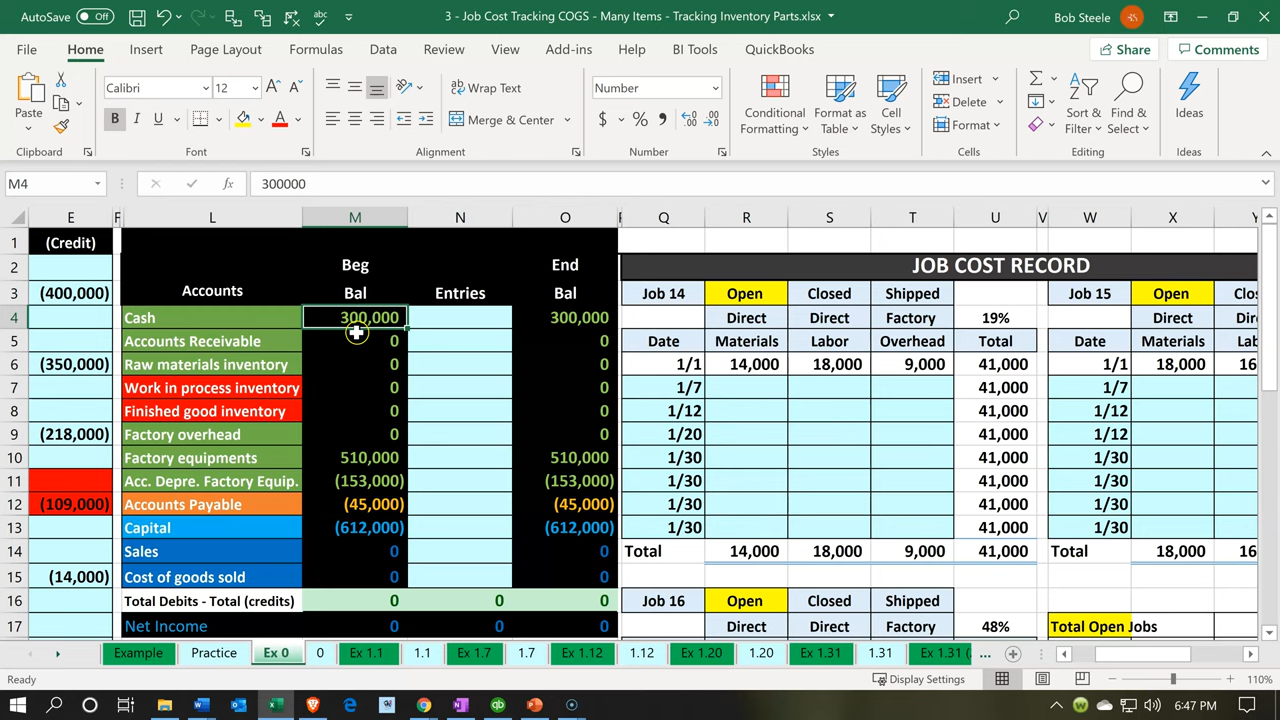 AutoSave Off
3 - Job Cost Tracking COGS - Many Items - Tracking Inventory Parts.xlsx
Bob Steele
File Home Insert Page Layout Formulas Data Review View Add-ins Help BI Tools QuickBooks Share Comments
Paste
Calibri 12
B I U
Wrap Text
Merge & Center
Number
Conditional Formatting
Format as Table
Cell Styles
Insert
Delete
Format
Sort & Filter
Find & Select
Ideas
Clipboard Font Alignment Number Styles Cells Editing Ideas
M4 fx 300000
E F L M N O P Q R S T U V W X Y
1 (Credit)
2 Beg End JOB COST RECORD
3 (400,000) Accounts Bal Entries Bal Job 14 Open Closed Shipped Job 15 Open Clo
4 Cash 300,000 300,000 Direct Direct Factory 19% Direct Di
5 Accounts Receivable 0 0 Date Materials Labor Overhead Total Date Materials La
6 (350,000) Raw materials inventory 0 0 1/1 14,000 18,000 9,000 41,000 1/1 18,000 16
7 Work in process inventory 0 0 1/7 41,000 1/7
8 Finished good inventory 0 0 1/12 41,000 1/12
9 (218,000) Factory overhead 0 0 1/20 41,000 1/12
10 Factory equipments 510,000 510,000 1/30 41,000 1/30
11 Acc. Depre. Factory Equip. (153,000) (153,000) 1/30 41,000 1/30
12 (109,000) Accounts Payable (45,000) (45,000) 1/30 41,000 1/30
13 Capital (612,000) (612,000) 1/30 41,000 1/30
14 Sales 0 0 Total 14,000 18,000 9,000 41,000 Total 18,000 16
15 (14,000) Cost of goods sold 0 0
16 Total Debits - Total (credits) 0 0 0 Job 16 Open Closed Shipped
17 Net Income 0 0 0 Direct Direct Factory 48% Total Open Jobs
Example Practice Ex 0 0 Ex 1.1 1.1 Ex 1.7 1.7 Ex 1.12 1.12 Ex 1.20 1.20 Ex 1.31 1.31 Ex 1.31 ( ...
Ready Display Settings 110%
6:47 PM